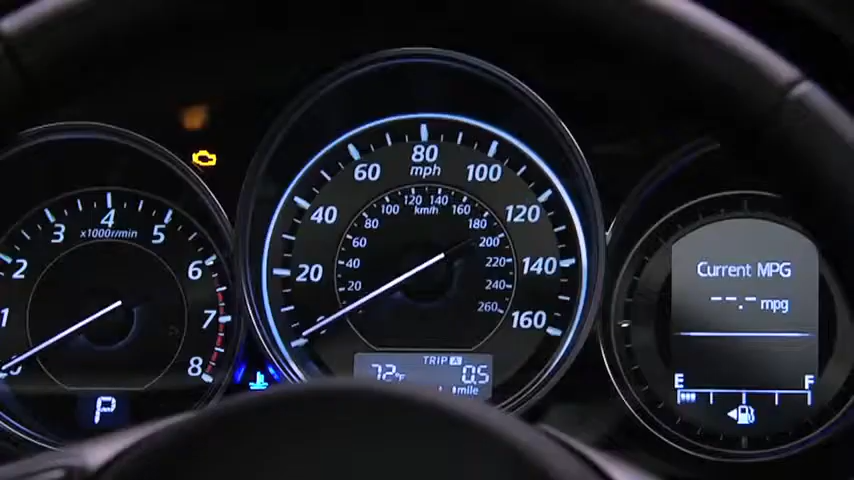 1
2
3
4
5
6
7
8
x1000r/min
P
20
40
60
80
100
120
140
160
mph
20
40
60
80
100
120
140
160
180
200
220
240
260
km/h
TRIP A
72°F
0.5
mile
Current MPG
--.- mpg
E
F